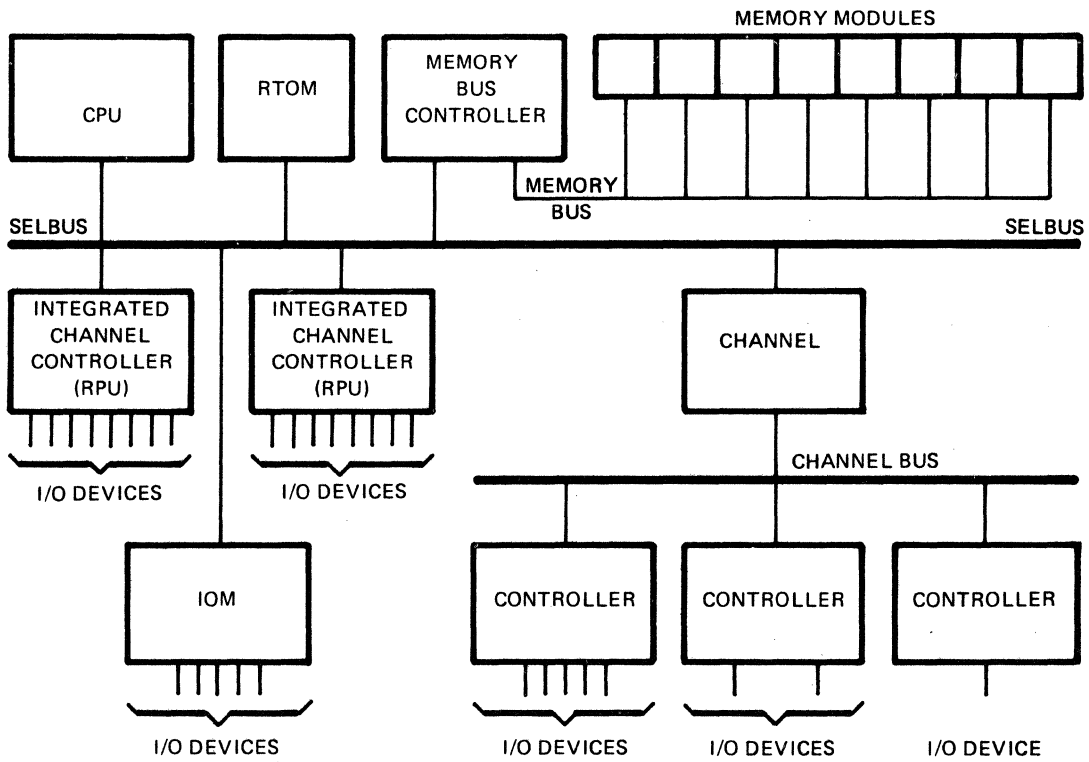 MEMORY MODULES
CPU
RTOM
MEMORY
BUS
CONTROLLER
MEMORY
BUS
SELBUS
SELBUS
INTEGRATED
CHANNEL
CONTROLLER
(RPU)
INTEGRATED
CHANNEL
CONTROLLER
(RPU)
CHANNEL
I/O DEVICES
I/O DEVICES
CHANNEL BUS
IOM
CONTROLLER
CONTROLLER
CONTROLLER
I/O DEVICES
I/O DEVICES
I/O DEVICES
I/O DEVICE